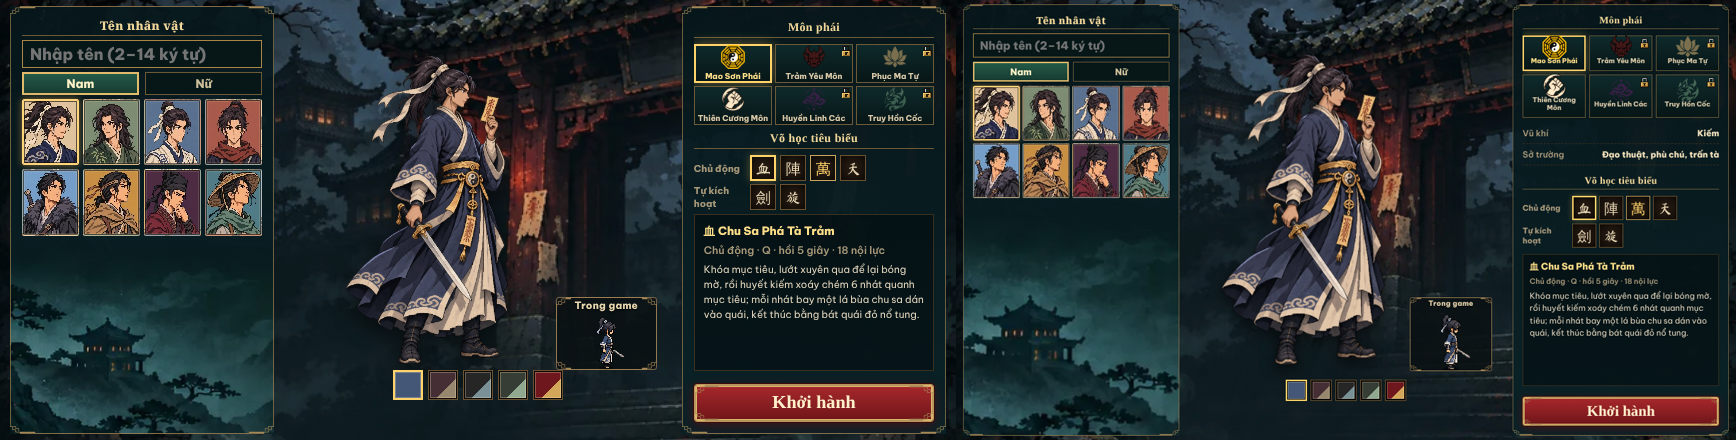 Tên nhân vật
Nhập tên (2–14 ký tự)
Nam
Nữ
Trong game
Môn phái
Mao Sơn Phái
Trảm Yêu Môn
Phục Ma Tự
Thiên Cương Môn
Huyền Linh Các
Truy Hồn Cốc
Võ học tiêu biểu
Chủ động
血
陣
萬
天
Tự kích
hoạt
劍
旋
血 Chu Sa Phá Tà Trảm
Chủ động · Q · hồi 5 giây · 18 nội lực
Khóa mục tiêu, lướt xuyên qua để lại bóng
mờ, rồi huyết kiếm xoáy chém 6 nhát quanh
mục tiêu; mỗi nhát bay một lá bùa chu sa dán
vào quái, kết thúc bằng bát quái đỏ nổ tung.
Khởi hành
Tên nhân vật
Nhập tên (2–14 ký tự)
Nam
Nữ
Trong game
Môn phái
Mao Sơn Phái
Trảm Yêu Môn
Phục Ma Tự
Thiên Cương
Môn
Huyền Linh Các
Truy Hồn Cốc
Vũ khí
Kiếm
Sở trường
Đạo thuật, phù chú, trấn tà
Võ học tiêu biểu
Chủ động
血
陣
萬
天
Tự kích
hoạt
劍
旋
血 Chu Sa Phá Tà Trảm
Chủ động · Q · hồi 5 giây · 18 nội lực
Khóa mục tiêu, lướt xuyên qua để lại bóng mờ,
rồi huyết kiếm xoáy chém 6 nhát quanh mục
tiêu; mỗi nhát bay một lá bùa chu sa dán vào
quái, kết thúc bằng bát quái đỏ nổ tung.
Khởi hành